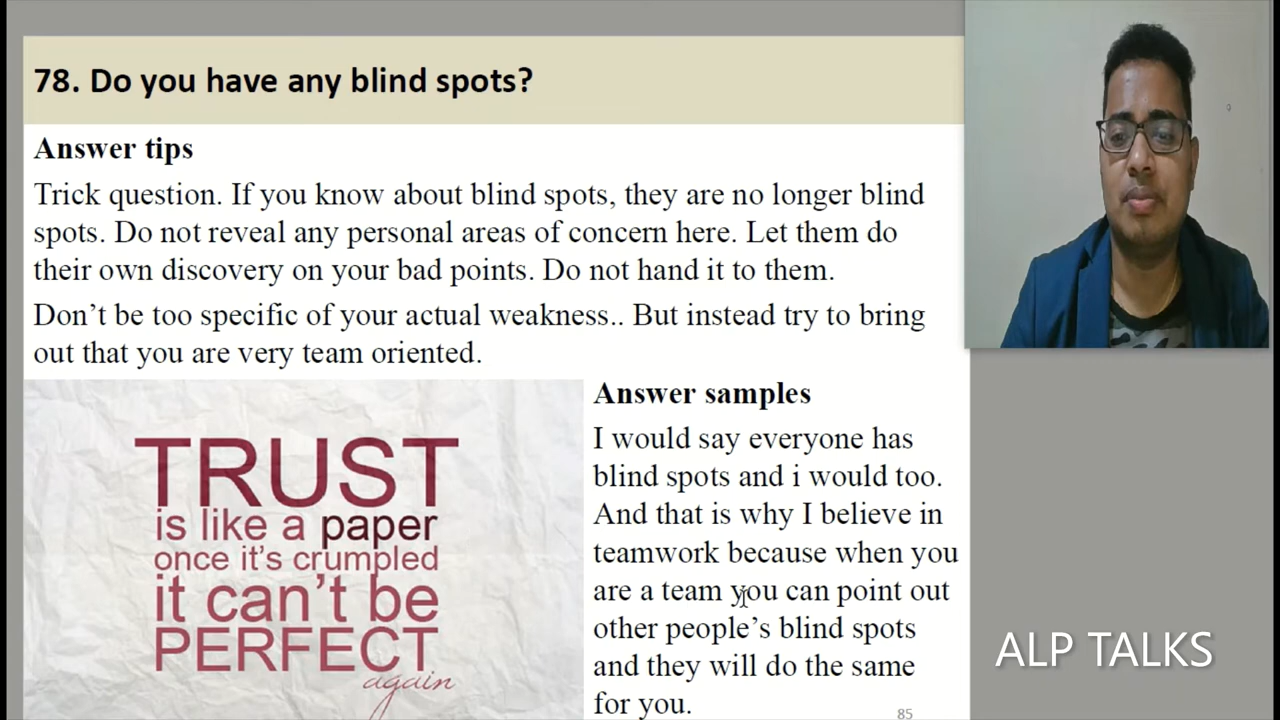 78. Do you have any blind spots?
Answer tips
Trick question. If you know about blind spots, they are no longer blind
spots. Do not reveal any personal areas of concern here. Let them do
their own discovery on your bad points. Do not hand it to them.
Don’t be too specific of your actual weakness.. But instead try to bring
out that you are very team oriented.
TRUST
is like a paper
once it’s crumpled
it can’t be
PERFECT
again
Answer samples
I would say everyone has
blind spots and i would too.
And that is why I believe in
teamwork because when you
are a team you can point out
other people’s blind spots
and they will do the same
for you.
85
ALP TALKS